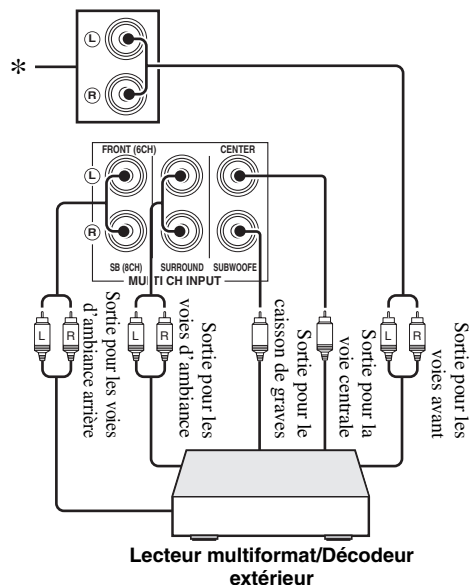 L
*
R
FRONT (6CH) CENTER
L
R
SB (8CH) SURROUND SUBWOOFE
MULTI CH INPUT
L R
Sortie pour les voies
d'ambiance arrière
L R
Sortie pour les
voies d'ambiance
Sortie pour le
caisson de graves
Sortie pour la
voie centrale
L R
Sortie pour les
voies avant
Lecteur multiformat/Décodeur
extérieur